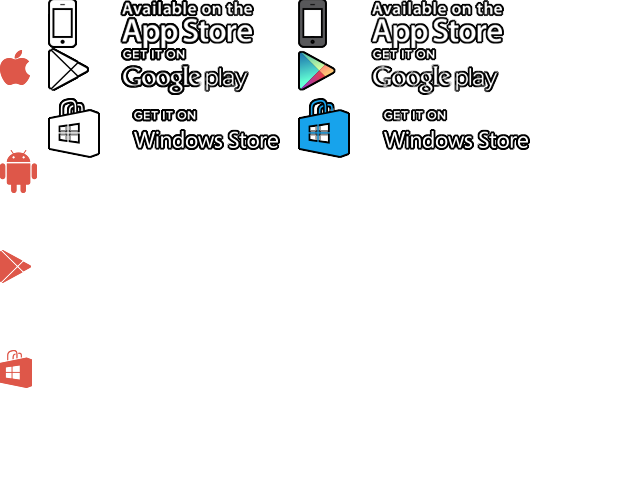 Available on the
App Store
GET IT ON
Google play
GET IT ON
Windows Store
Available on the
App Store
GET IT ON
Google play
GET IT ON
Windows Store